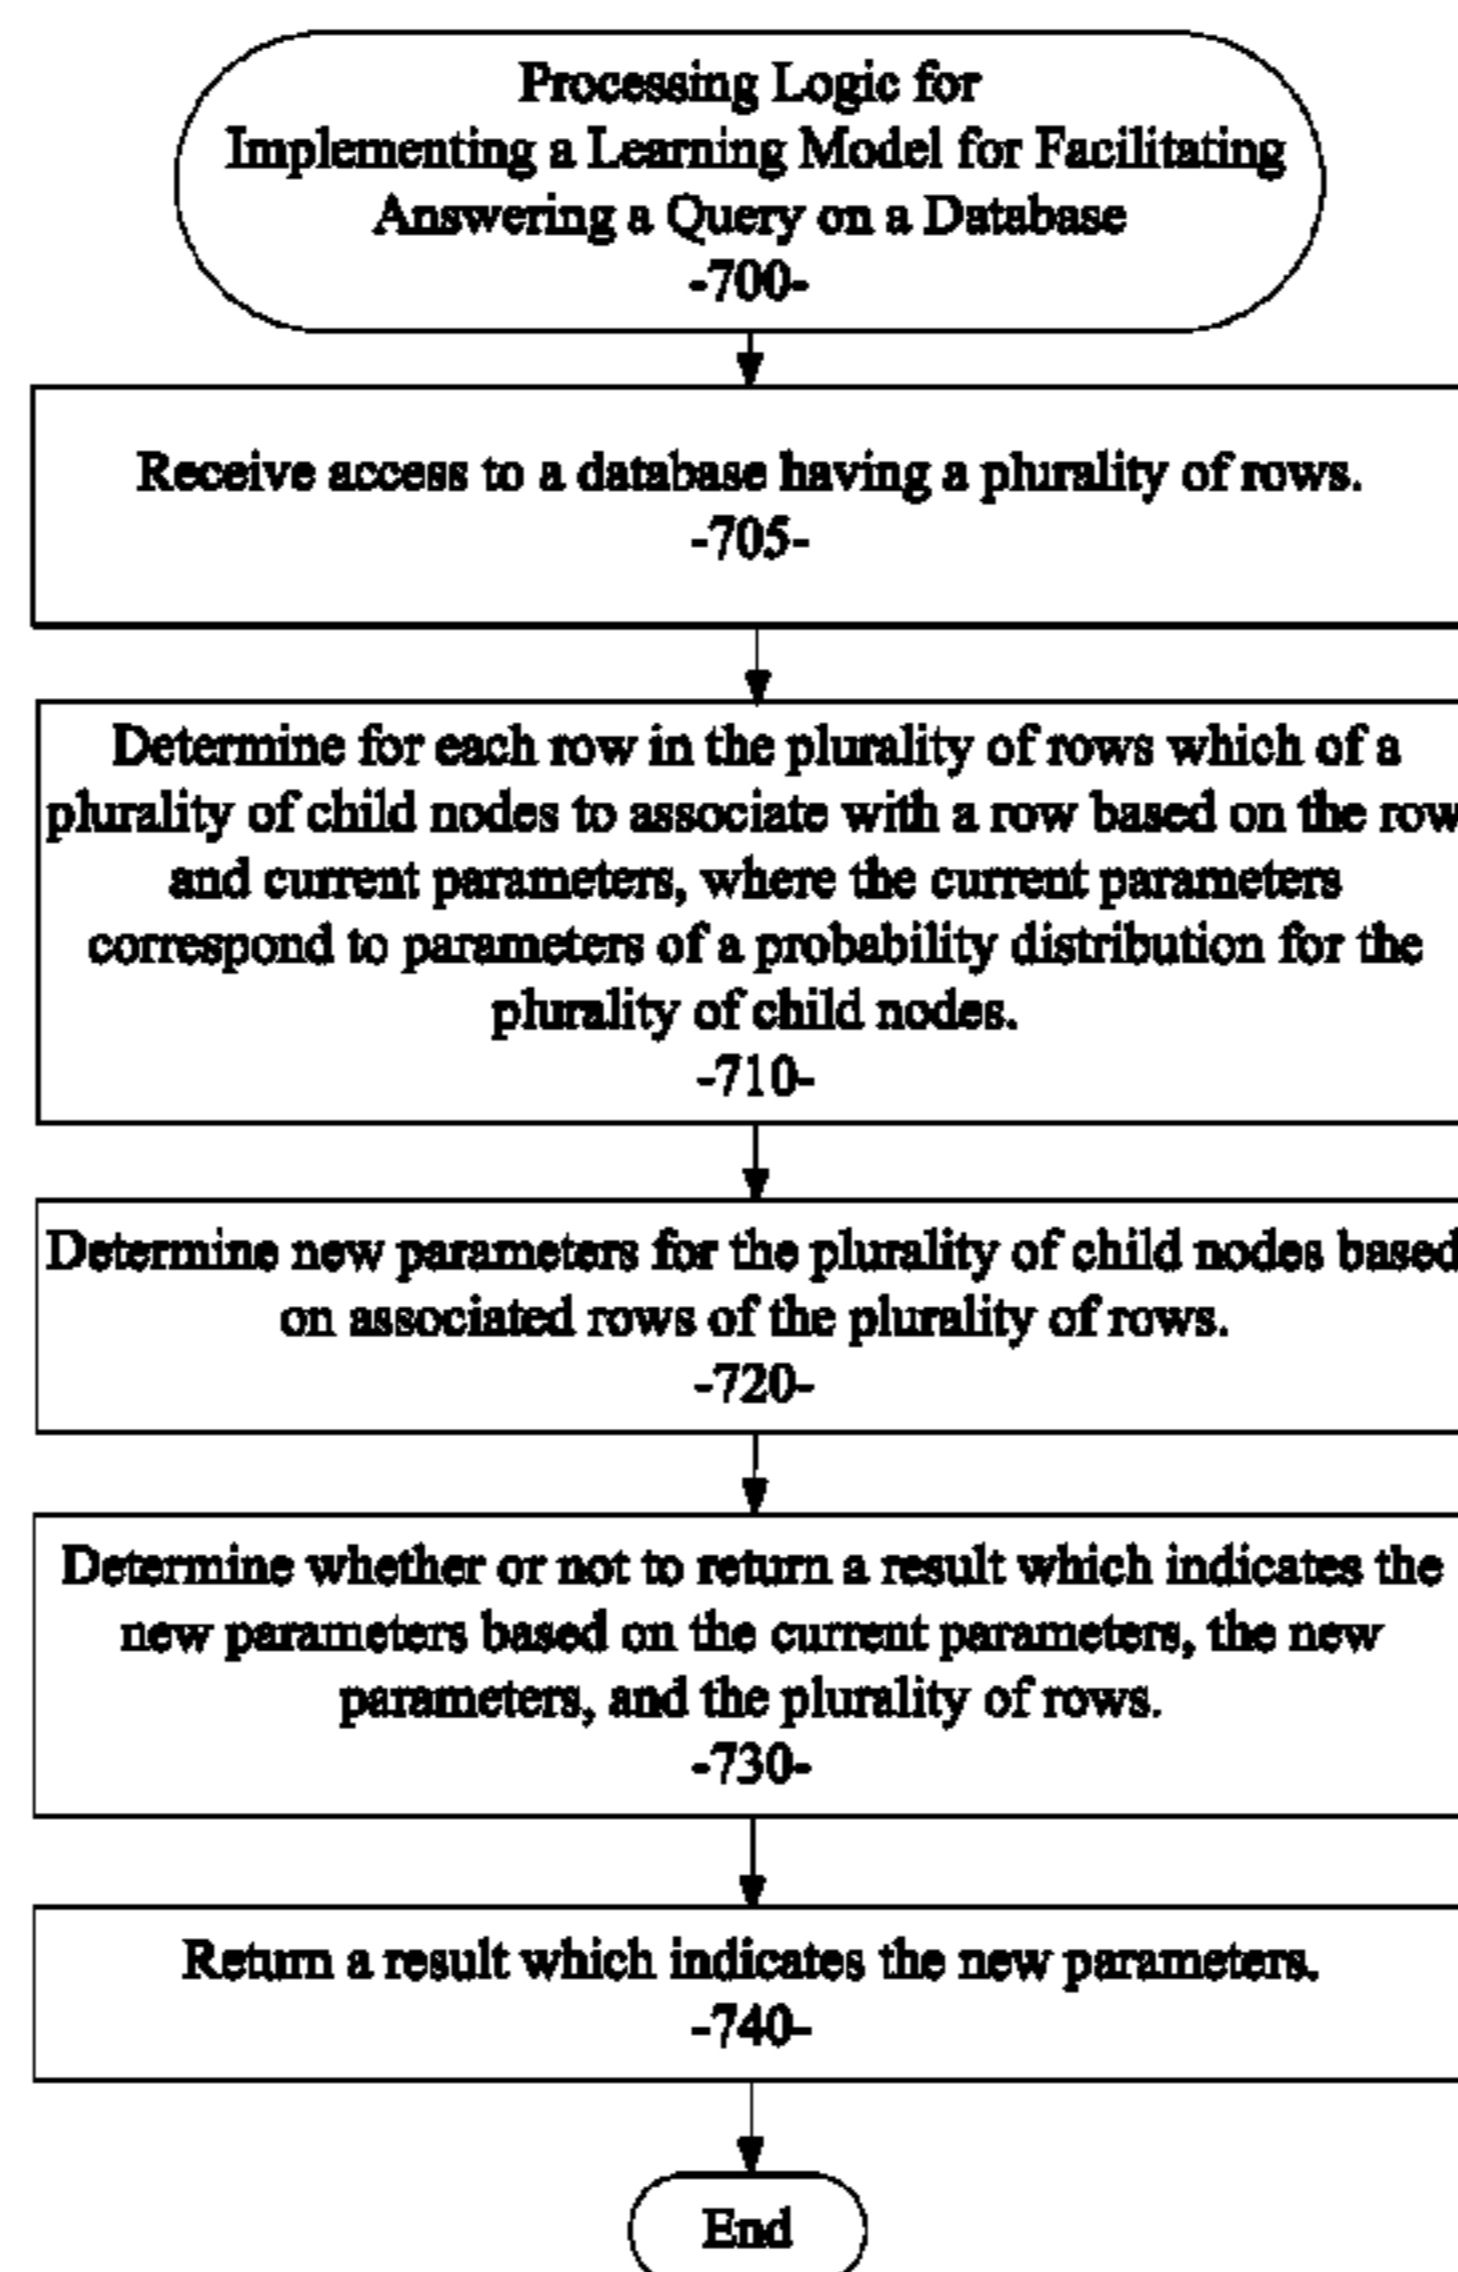 Processing Logic for
Implementing a Learning Model for Facilitating
Answering a Query on a Database
-700-
Receive access to a database having a plurality of rows.
-705-
Determine for each row in the plurality of rows which of a
plurality of child nodes to associate with a row based on the row
and current parameters, where the current parameters
correspond to parameters of a probability distribution for the
plurality of child nodes.
-710-
Determine new parameters for the plurality of child nodes based
on associated rows of the plurality of rows.
-720-
Determine whether or not to return a result which indicates the
new parameters based on the current parameters, the new
parameters, and the plurality of rows.
-730-
Return a result which indicates the new parameters.
-740-
End